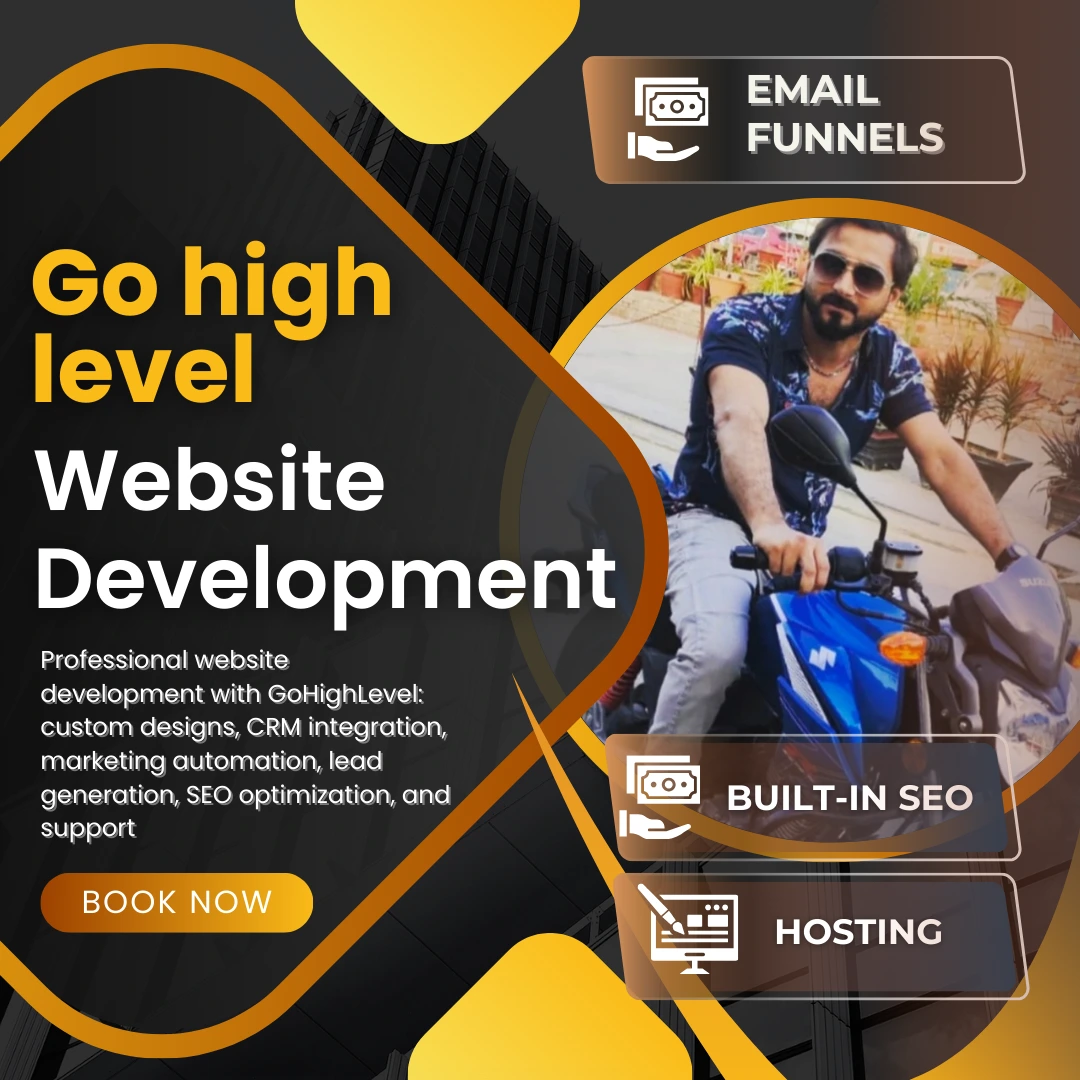 EMAIL
FUNNELS
Go high
level
Website
Development
Professional website
development with GoHighLevel:
custom designs, CRM integration,
marketing automation, lead
generation, SEO optimization, and
support
BOOK NOW
BUILT-IN SEO
HOSTING